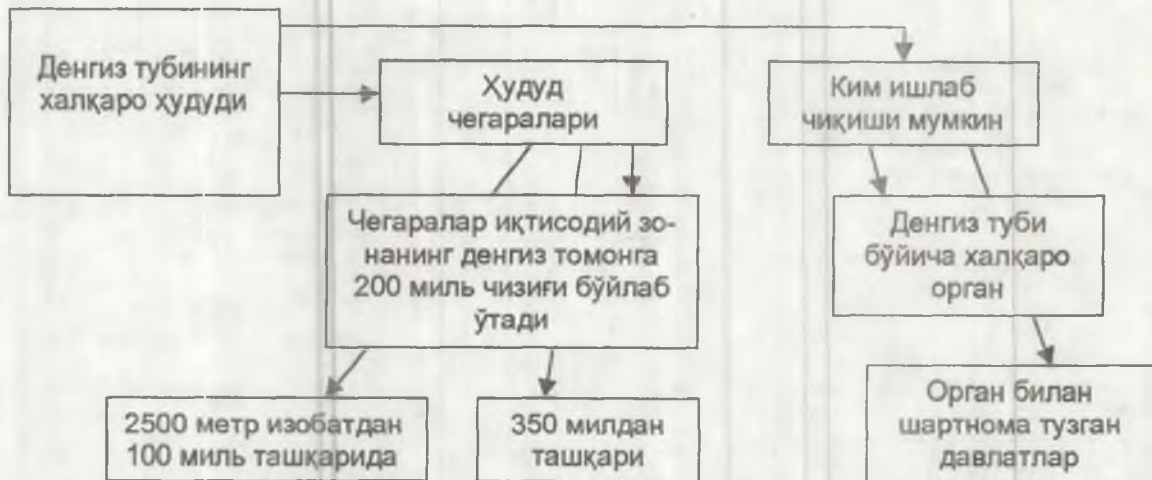 Денгиз тубининг
халқаро ҳудуди
Ҳудуд
чегаралари
Ким ишлаб
чиқиши мумкин
Чегаралар иқтисодий зо-
нанинг денгиз томонга
200 миль чизиғи бўйлаб
ўтади
Денгиз туби
бўйича халқаро
орган
2500 метр изобатдан
100 миль ташқарида
350 милдан
ташқари
Орган билан
шартнома тузган
давлатлар